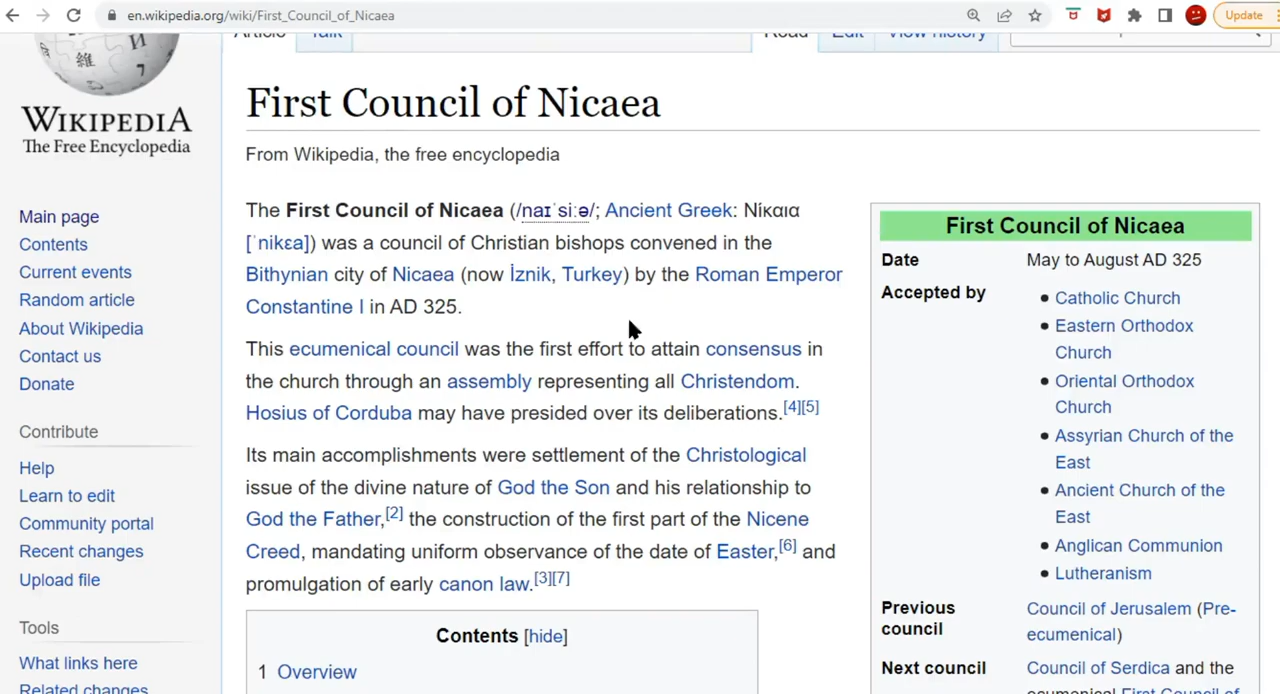 en.wikipedia.org/wiki/First_Council_of_Nicaea
Update
Article
Talk
Read
Edit
View history
WIKIPEDIA
The Free Encyclopedia
Main page
Contents
Current events
Random article
About Wikipedia
Contact us
Donate
Contribute
Help
Learn to edit
Community portal
Recent changes
Upload file
Tools
What links here
Related changes
First Council of Nicaea
From Wikipedia, the free encyclopedia
The First Council of Nicaea (/naɪˈsiːə/; Ancient Greek: Νίκαια
[ˈnikɛa]) was a council of Christian bishops convened in the
Bithynian city of Nicaea (now İznik, Turkey) by the Roman Emperor
Constantine I in AD 325.
This ecumenical council was the first effort to attain consensus in
the church through an assembly representing all Christendom.
Hosius of Corduba may have presided over its deliberations.[4][5]
Its main accomplishments were settlement of the Christological
issue of the divine nature of God the Son and his relationship to
God the Father,[2] the construction of the first part of the Nicene
Creed, mandating uniform observance of the date of Easter,[6] and
promulgation of early canon law.[3][7]
Contents [hide]
1 Overview
First Council of Nicaea
Date May to August AD 325
Accepted by
• Catholic Church
• Eastern Orthodox
Church
• Oriental Orthodox
Church
• Assyrian Church of the
East
• Ancient Church of the
East
• Anglican Communion
• Lutheranism
Previous
council
Council of Jerusalem (Pre-
ecumenical)
Next council Council of Serdica and the
ecumenical First Council of